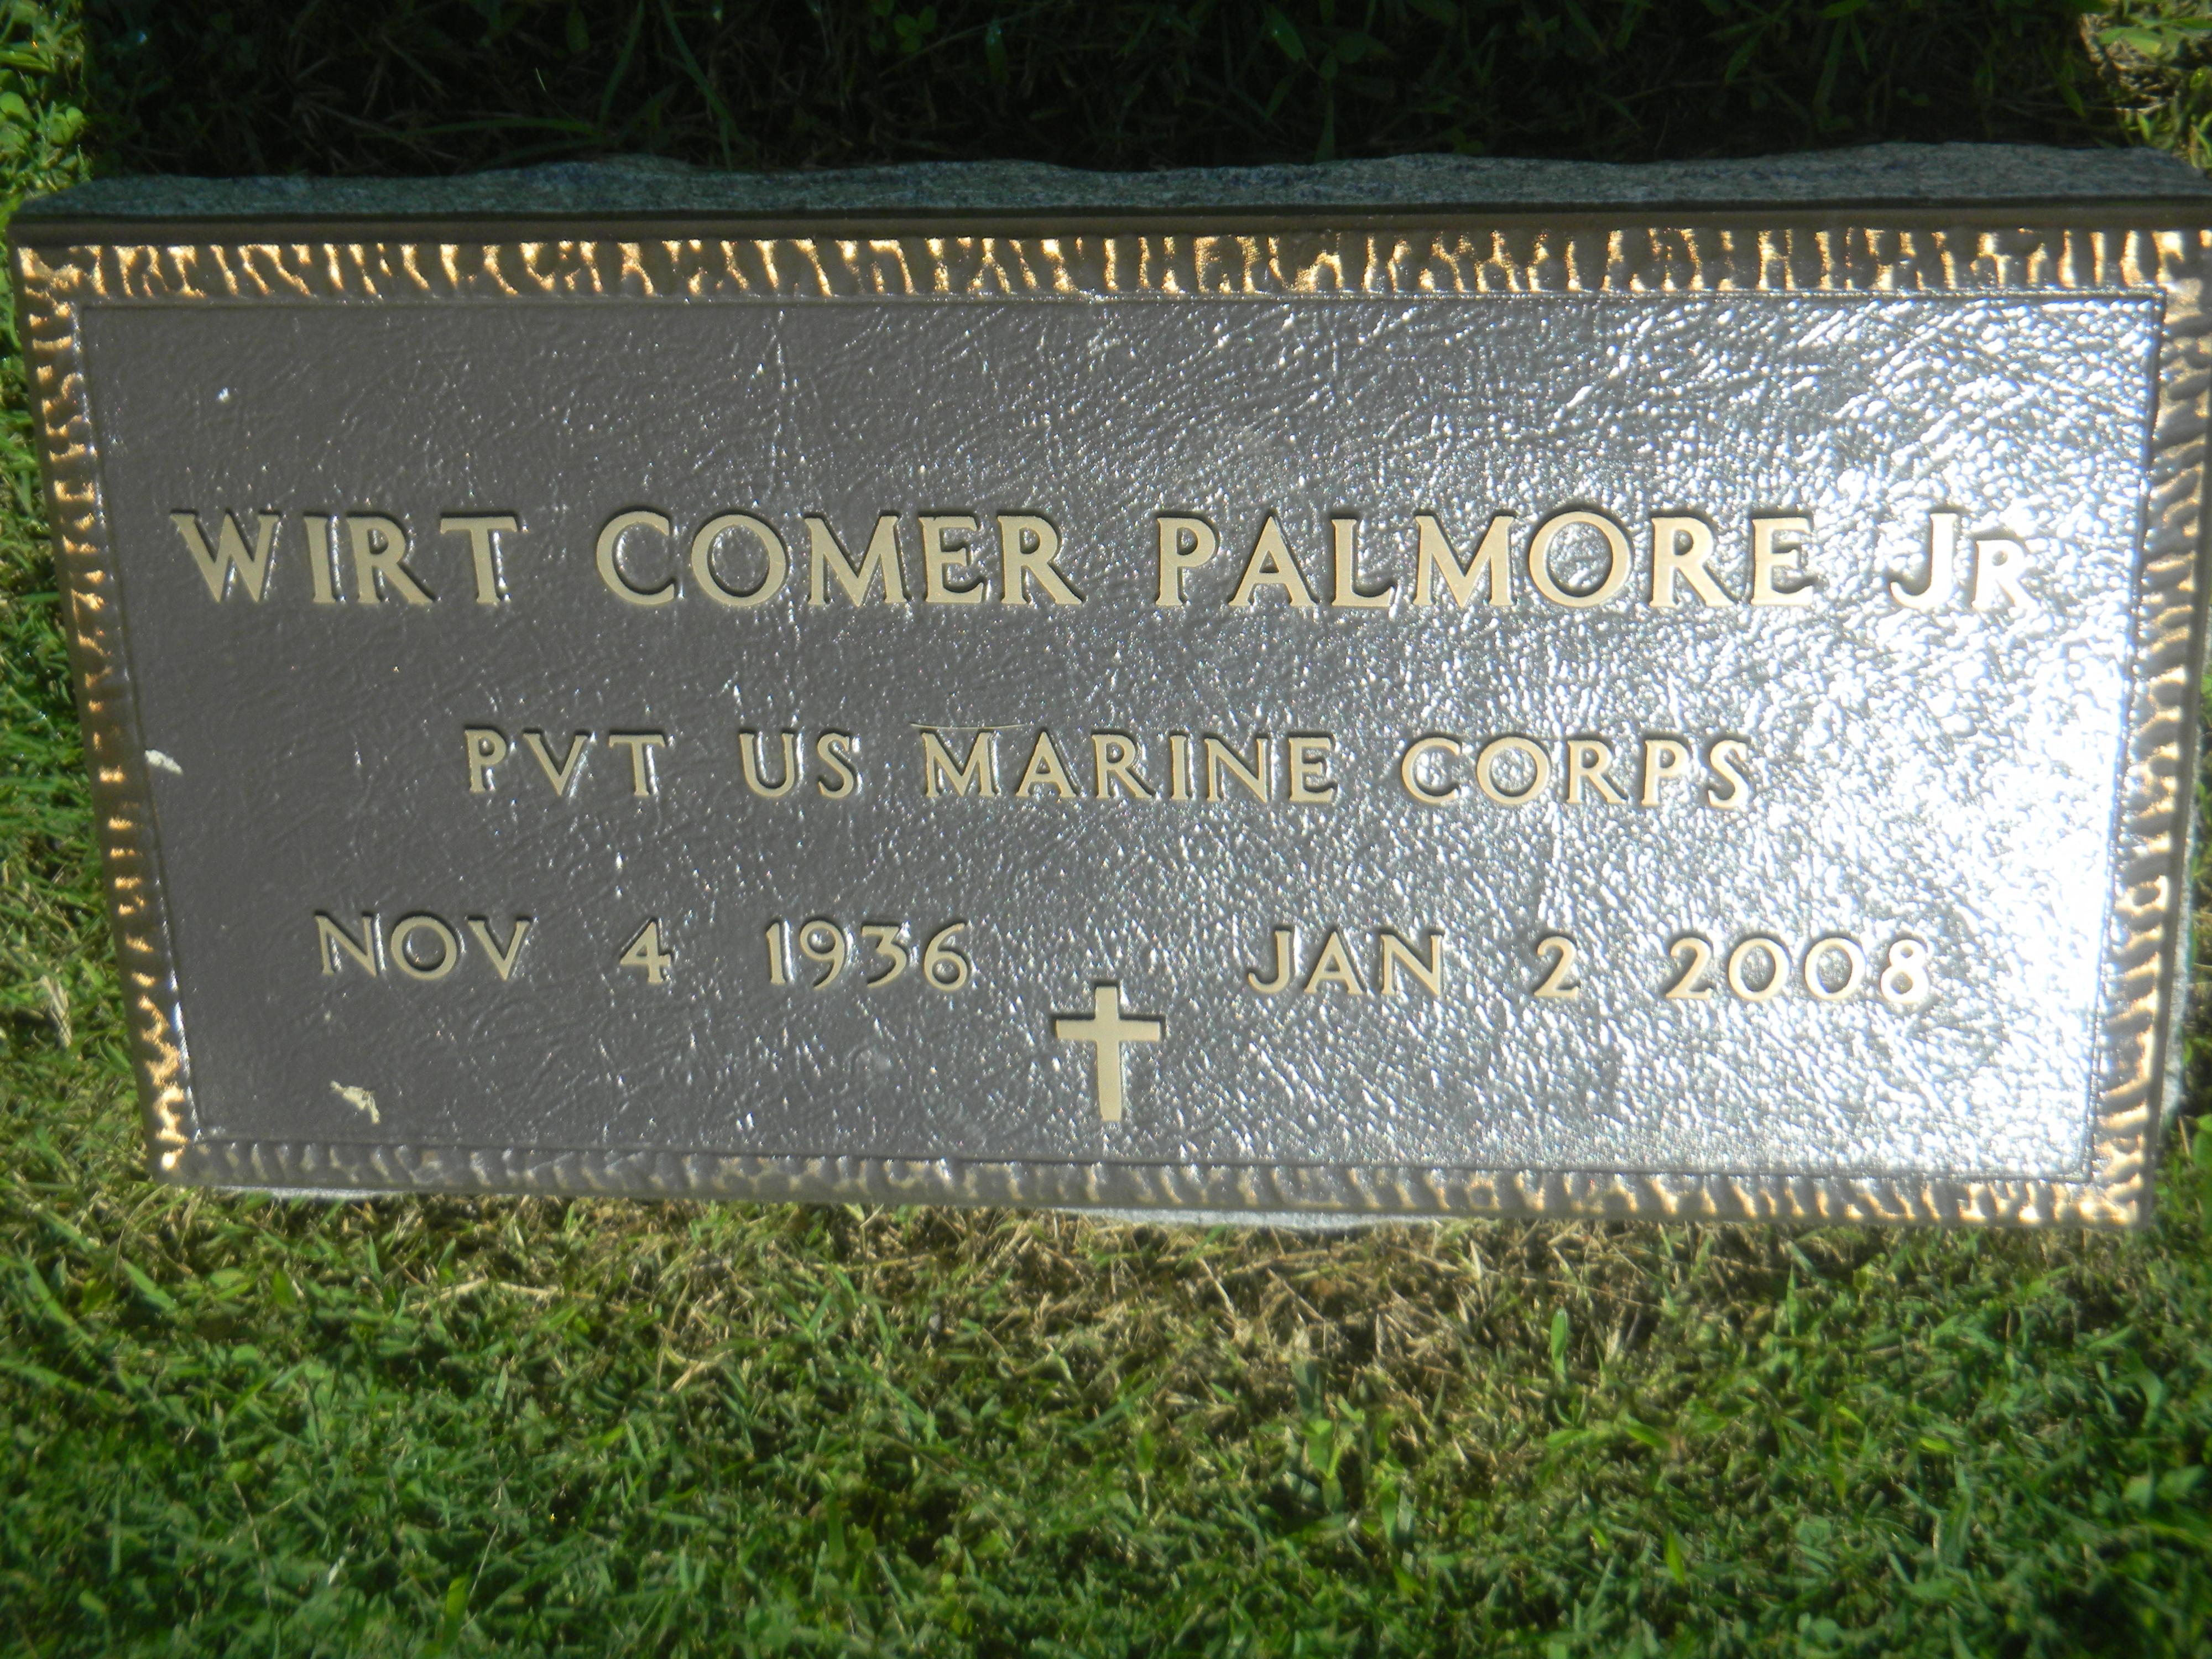 WIRT COMER PALMORE JR
PVT US MARINE CORPS
NOV 4 1936 JAN 2 2008